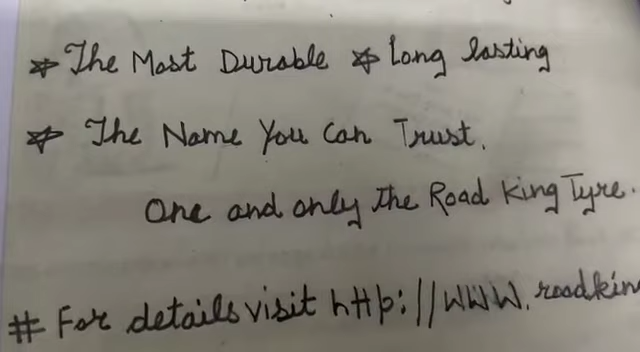 ☆ The Most Durable ☆ Long lasting
☆ The Name You Can Trust.
One and only the Road King Tyre.
# For details visit http://WWW.roadkin